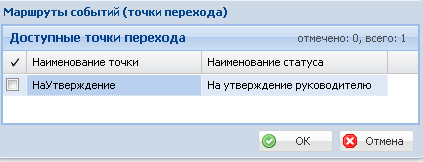 Маршруты событий (точки перехода)
Доступные точки перехода отмечено: 0, всего: 1
Наименование точки Наименование статуса
НаУтверждение На утверждение руководителю
ОК Отмена